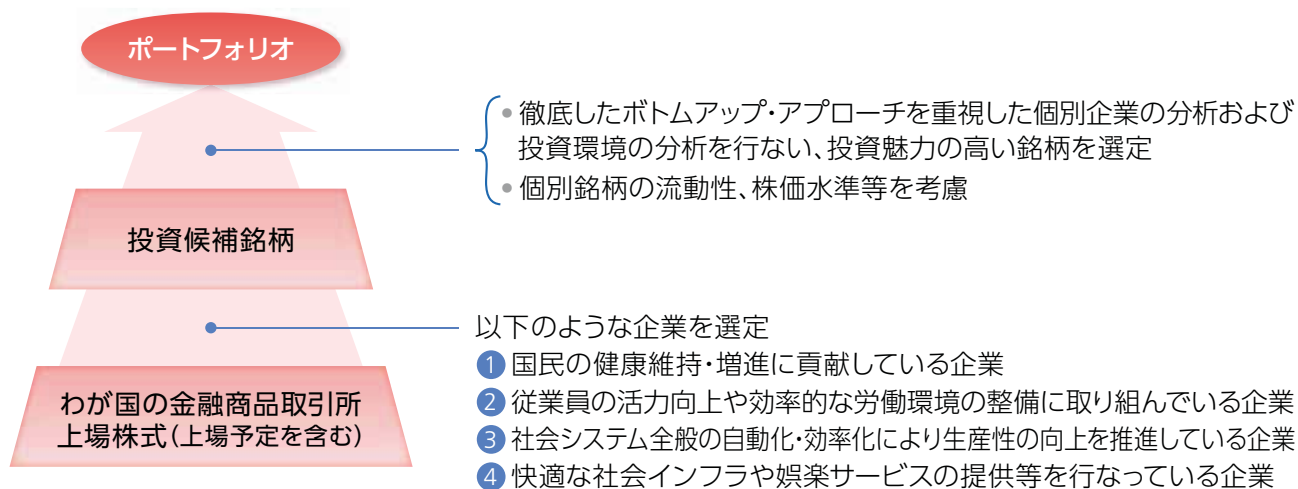 ポートフォリオ
• 徹底したボトムアップ・アプローチを重視した個別企業の分析および
投資環境の分析を行ない、投資魅力の高い銘柄を選定
• 個別銘柄の流動性、株価水準等を考慮
投資候補銘柄
以下のような企業を選定
❶ 国民の健康維持・増進に貢献している企業
❷ 従業員の活力向上や効率的な労働環境の整備に取り組んでいる企業
❸ 社会システム全般の自動化・効率化により生産性の向上を推進している企業
❹ 快適な社会インフラや娯楽サービスの提供等を行なっている企業
わが国の金融商品取引所
上場株式(上場予定を含む)